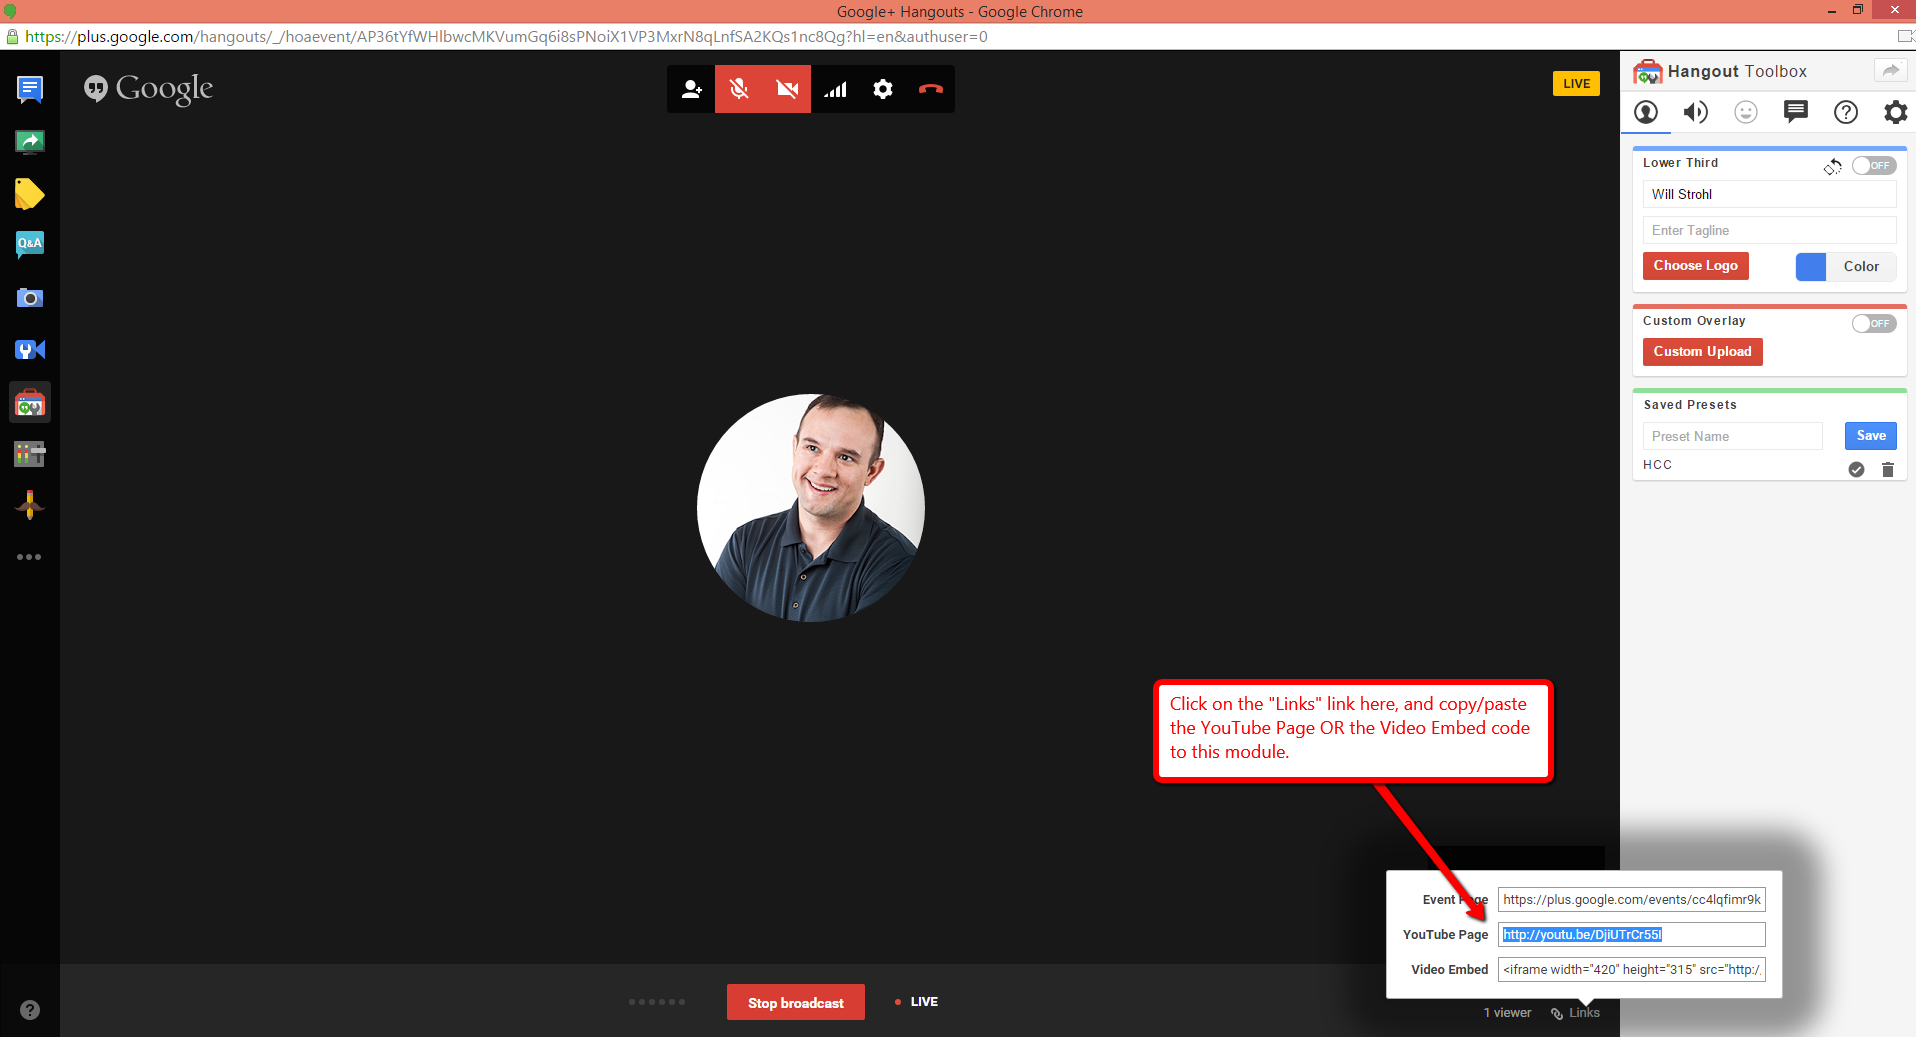 Google+ Hangouts - Google Chrome
https://plus.google.com/hangouts/_/hoaevent/AP36tYfWHlbwcMKVumGq6i8sPNoiX1VP3MxrN8qLnfSA2KQs1nc8Qg?hl=en&authuser=0
Google
LIVE
Hangout Toolbox
Q&A
Lower Third
OFF
Will Strohl
Enter Tagline
Choose Logo
Color
Custom Overlay
OFF
Custom Upload
Saved Presets
Preset Name
Save
HCC
Click on the "Links" link here, and copy/paste
the YouTube Page OR the Video Embed code
to this module.
Event Page
https://plus.google.com/events/cc4lqfimr9k
YouTube Page
http://youtu.be/DjiUTrCr55I
Video Embed
<iframe width="420" height="315" src="http:/
Stop broadcast
LIVE
1 viewer
Links